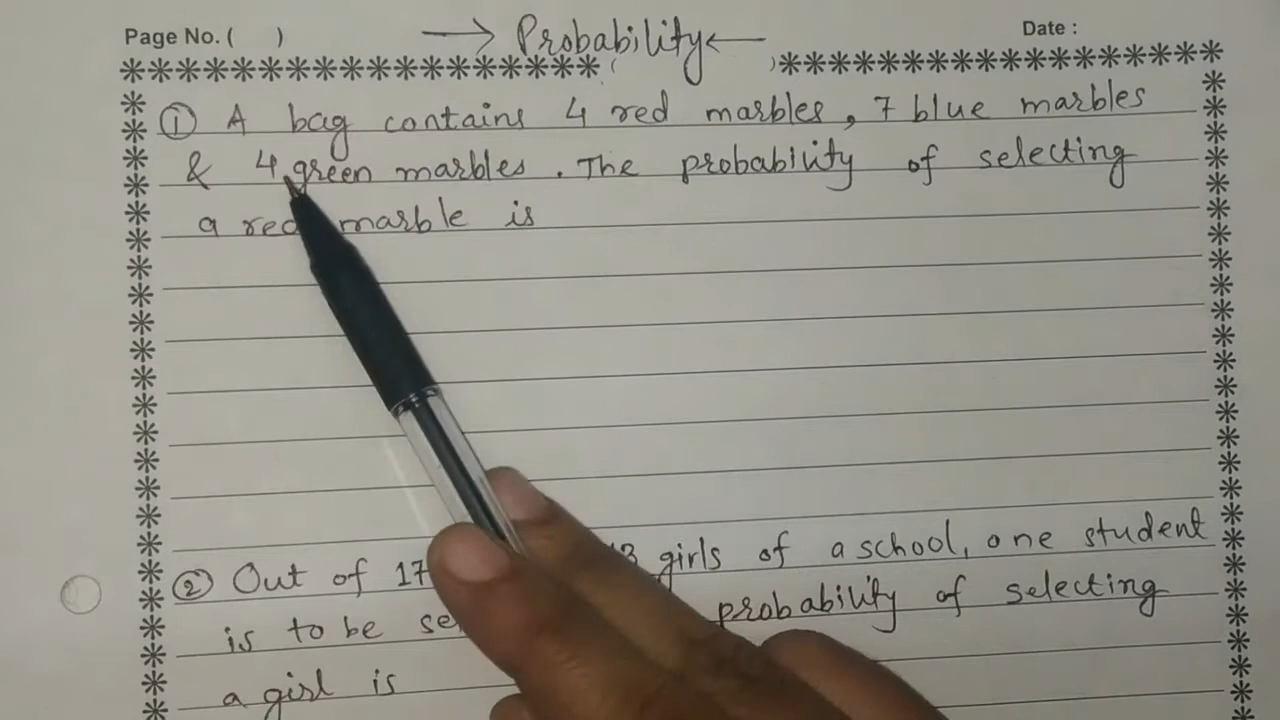 Page No. ( )
→ Probability ←
Date :
① A bag contains 4 red marbles, 7 blue marbles
& 4 green marbles. The probability of selecting
a red marble is
② Out of 17 girls of a school, one student
is to be probability of selecting
a girl is